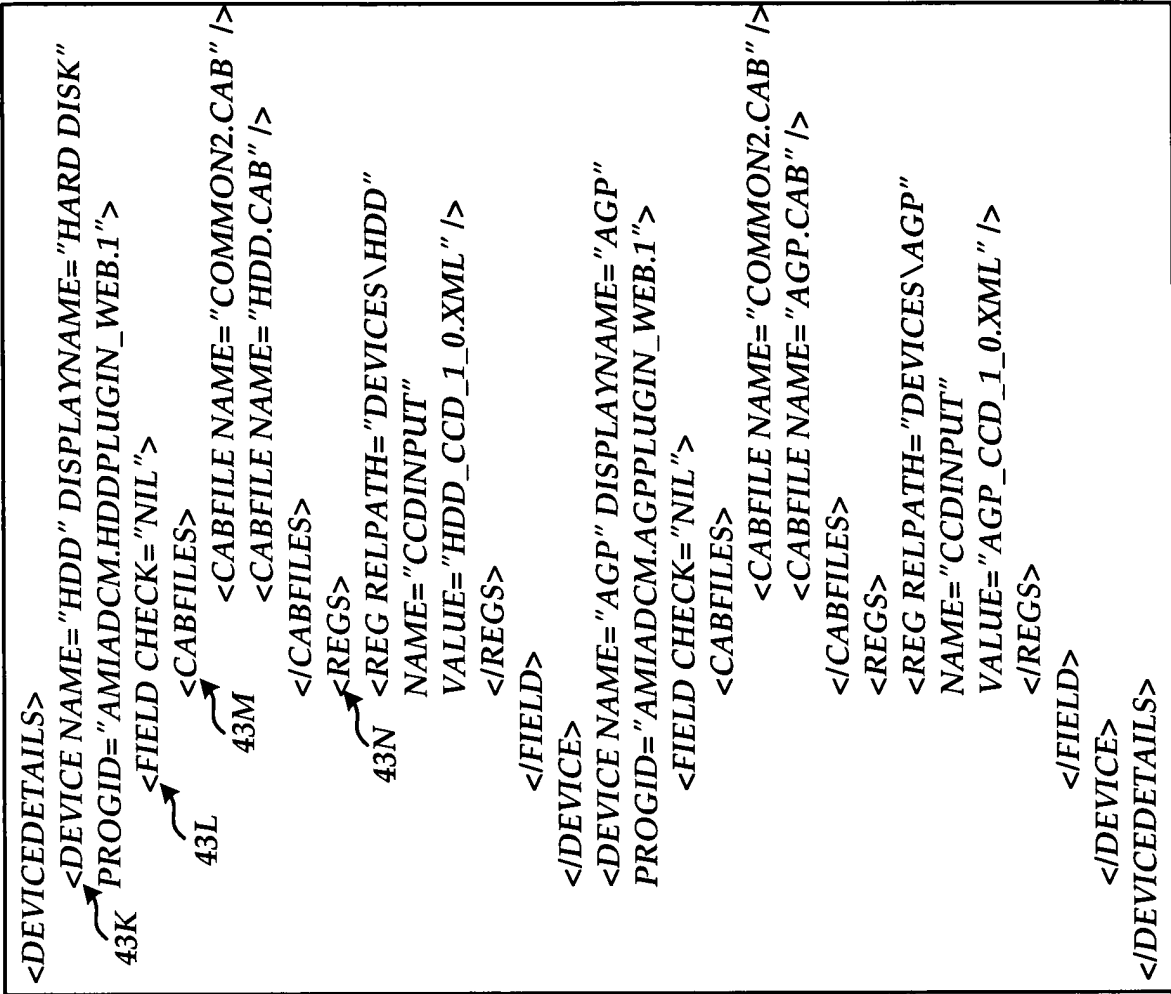 <DEVICEDETAILS>
<DEVICE NAME="HDD" DISPLAYNAME="HARD DISK"
PROGID="AMIADCM.HDDPLUGIN_WEB.1">
43K
<FIELD CHECK="NIL">
43L
<CABFILES>
43M
<CABFILE NAME="COMMON2.CAB" />
<CABFILE NAME="HDD.CAB" />
</CABFILES>
<REGS>
43N
<REG RELPATH="DEVICES\HDD"
NAME="CCDINPUT"
VALUE="HDD_CCD_1_0.XML" />
</REGS>
</FIELD>
</DEVICE>
<DEVICE NAME="AGP" DISPLAYNAME="AGP"
PROGID="AMIADCM.AGPPLUGIN_WEB.1">
<FIELD CHECK="NIL">
<CABFILES>
<CABFILE NAME="COMMON2.CAB" />
<CABFILE NAME="AGP.CAB" />
</CABFILES>
<REGS>
<REG RELPATH="DEVICES\AGP"
NAME="CCDINPUT"
VALUE="AGP_CCD_1_0.XML" />
</REGS>
</FIELD>
</DEVICE>
</DEVICEDETAILS>